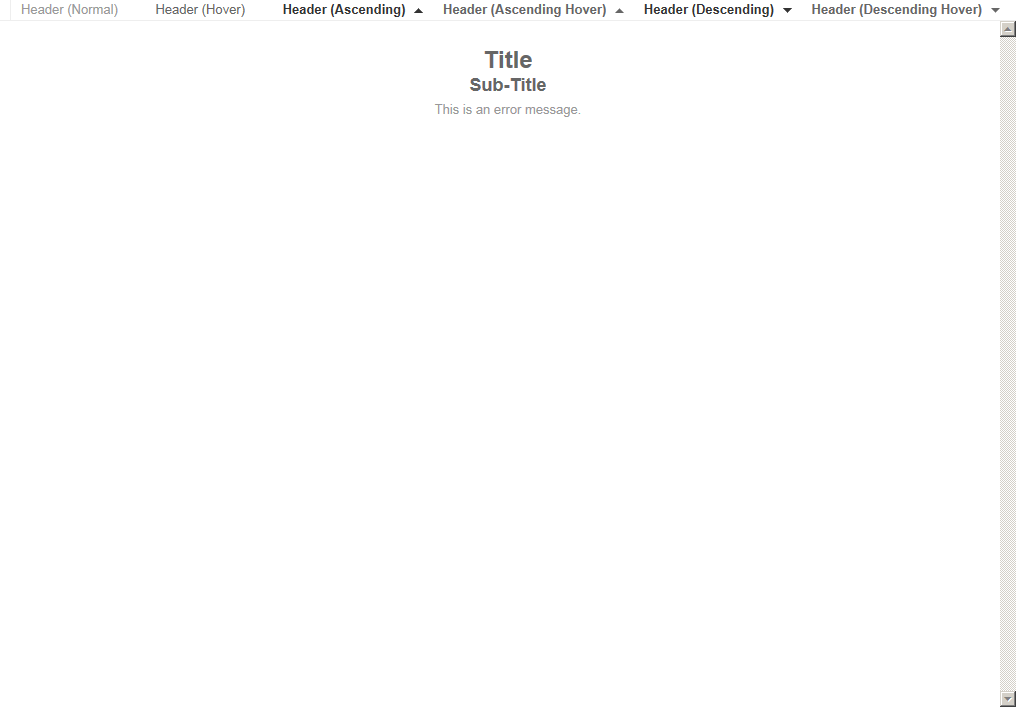 Header (Normal) Header (Hover) Header (Ascending) Header (Ascending Hover) Header (Descending) Header (Descending Hover)
Title
Sub-Title
This is an error message.